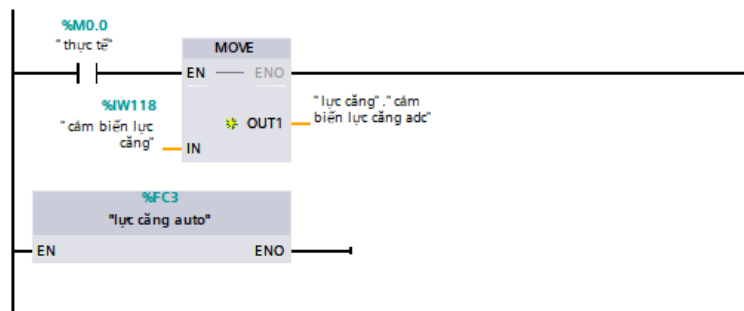 %M0.0
"thực tế"
MOVE
EN
ENO
%IW118
"cảm biến lực
căng"
IN
OUT1
"lực căng"."cảm
biến lực căng adc"
%FC3
"lực căng auto"
EN
ENO